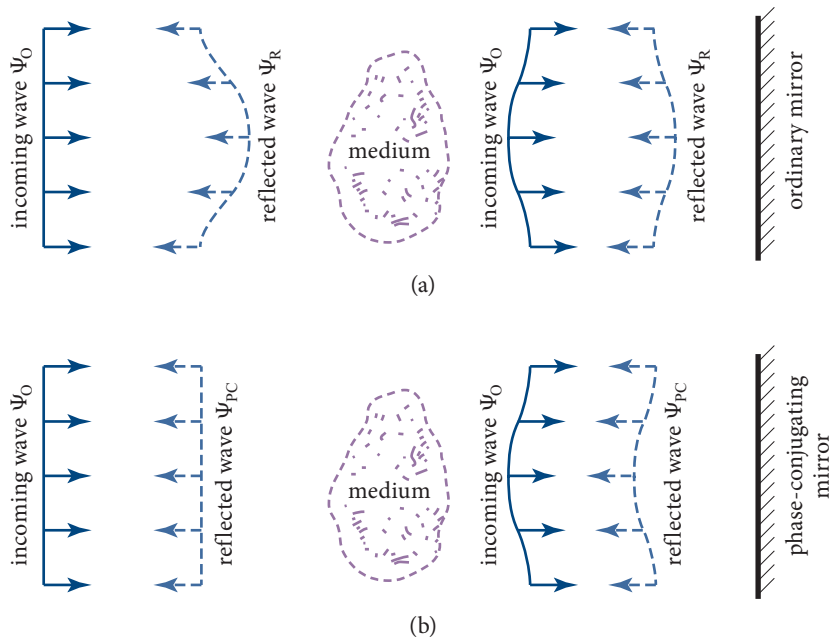 incoming wave Ψ_O
reflected wave Ψ_R
medium
incoming wave Ψ_O
reflected wave Ψ_R
ordinary mirror
(a)
incoming wave Ψ_O
reflected wave Ψ_PC
medium
incoming wave Ψ_O
reflected wave Ψ_PC
phase-conjugating
mirror
(b)